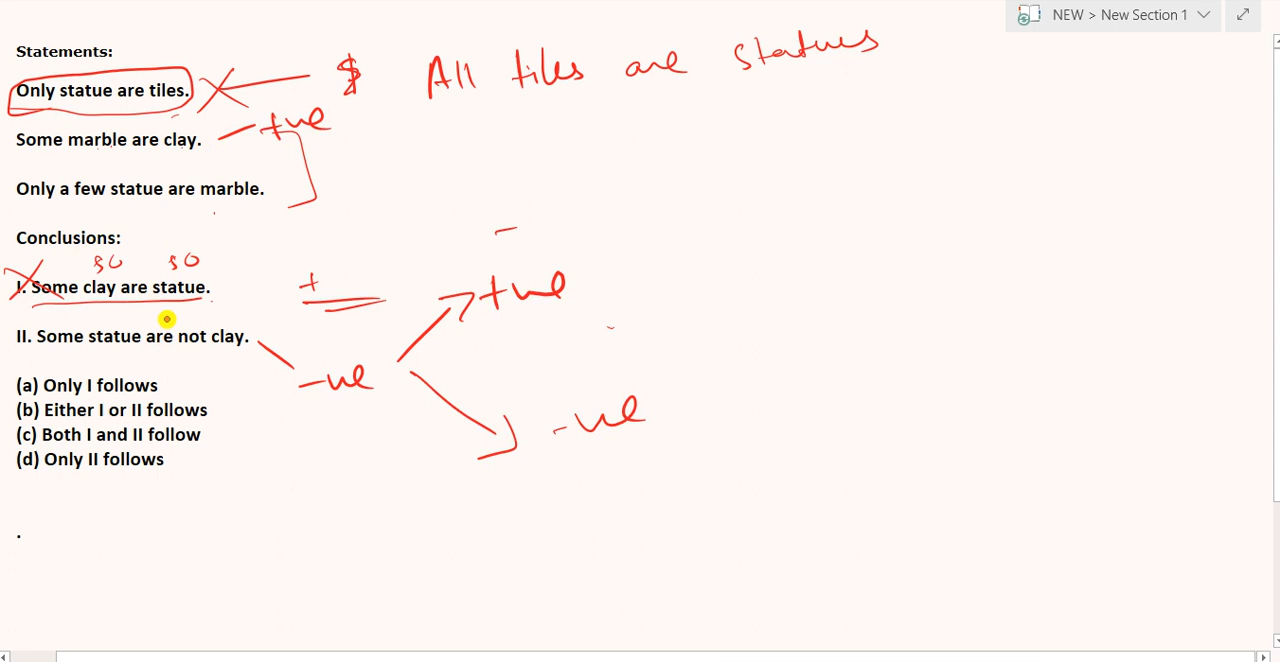 NEW > New Section 1
Statements:
Only statue are tiles.
$ All tiles are statues
Some marble are clay.
-+ve
Only a few statue are marble.
Conclusions:
50 50
I. Some clay are statue.
+
+ve
II. Some statue are not clay.
-ve
-ve
(a) Only I follows
(b) Either I or II follows
(c) Both I and II follow
(d) Only II follows
.